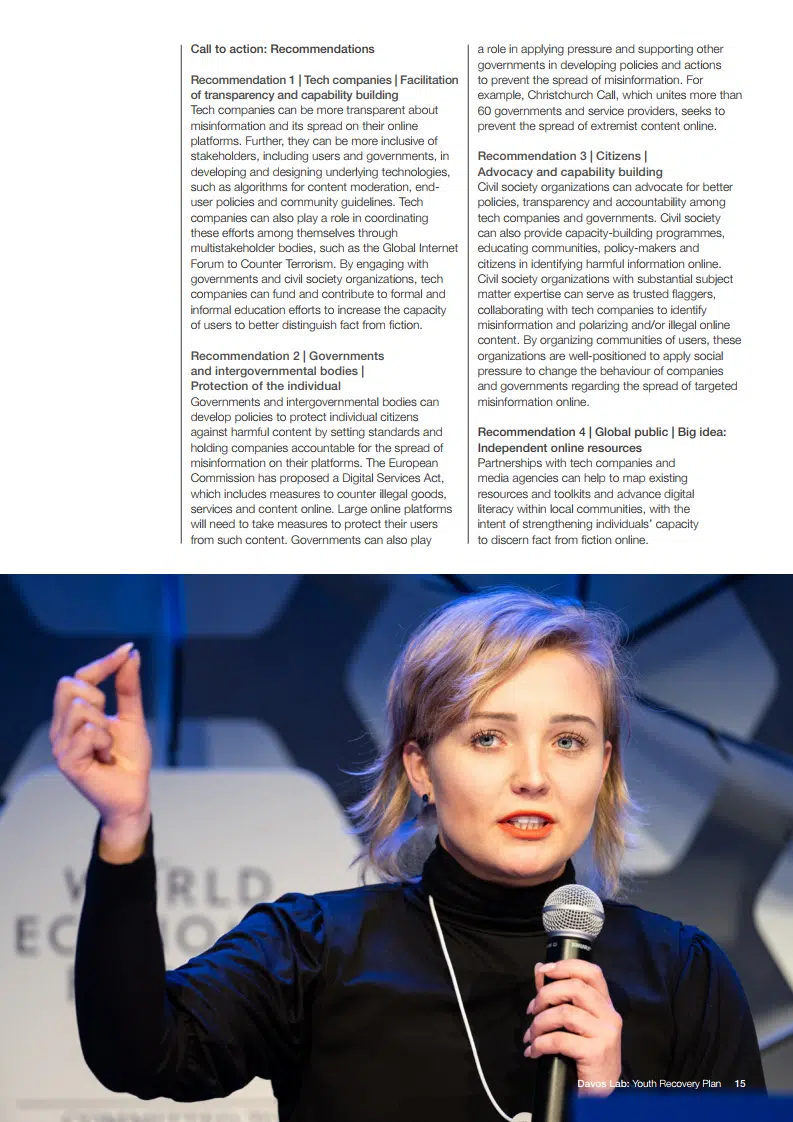 Call to action: Recommendations
Recommendation 1 | Tech companies | Facilitation
of transparency and capability building
Tech companies can be more transparent about
misinformation and its spread on their online
platforms. Further, they can be more inclusive of
stakeholders, including users and governments, in
developing and designing underlying technologies,
such as algorithms for content moderation, end-
user policies and community guidelines. Tech
companies can also play a role in coordinating
these efforts among themselves through
multistakeholder bodies, such as the Global Internet
Forum to Counter Terrorism. By engaging with
governments and civil society organizations, tech
companies can fund and contribute to formal and
informal education efforts to increase the capacity
of users to better distinguish fact from fiction.
Recommendation 2 | Governments
and intergovernmental bodies |
Protection of the individual
Governments and intergovernmental bodies can
develop policies to protect individual citizens
against harmful content by setting standards and
holding companies accountable for the spread of
misinformation on their platforms. The European
Commission has proposed a Digital Services Act,
which includes measures to counter illegal goods,
services and content online. Large online platforms
will need to take measures to protect their users
from such content. Governments can also play
a role in applying pressure and supporting other
governments in developing policies and actions
to prevent the spread of misinformation. For
example, Christchurch Call, which unites more than
60 governments and service providers, seeks to
prevent the spread of extremist content online.
Recommendation 3 | Citizens |
Advocacy and capability building
Civil society organizations can advocate for better
policies, transparency and accountability among
tech companies and governments. Civil society
can also provide capacity-building programmes,
educating communities, policy-makers and
citizens in identifying harmful information online.
Civil society organizations with substantial subject
matter expertise can serve as trusted flaggers,
collaborating with tech companies to identify
misinformation and polarizing and/or illegal online
content. By organizing communities of users, these
organizations are well-positioned to apply social
pressure to change the behaviour of companies
and governments regarding the spread of targeted
misinformation online.
Recommendation 4 | Global public | Big idea:
Independent online resources
Partnerships with tech companies and
media agencies can help to map existing
resources and toolkits and advance digital
literacy within local communities, with the
intent of strengthening individuals' capacity
to discern fact from fiction online.
SHURE
Davos Lab: Youth Recovery Plan 15